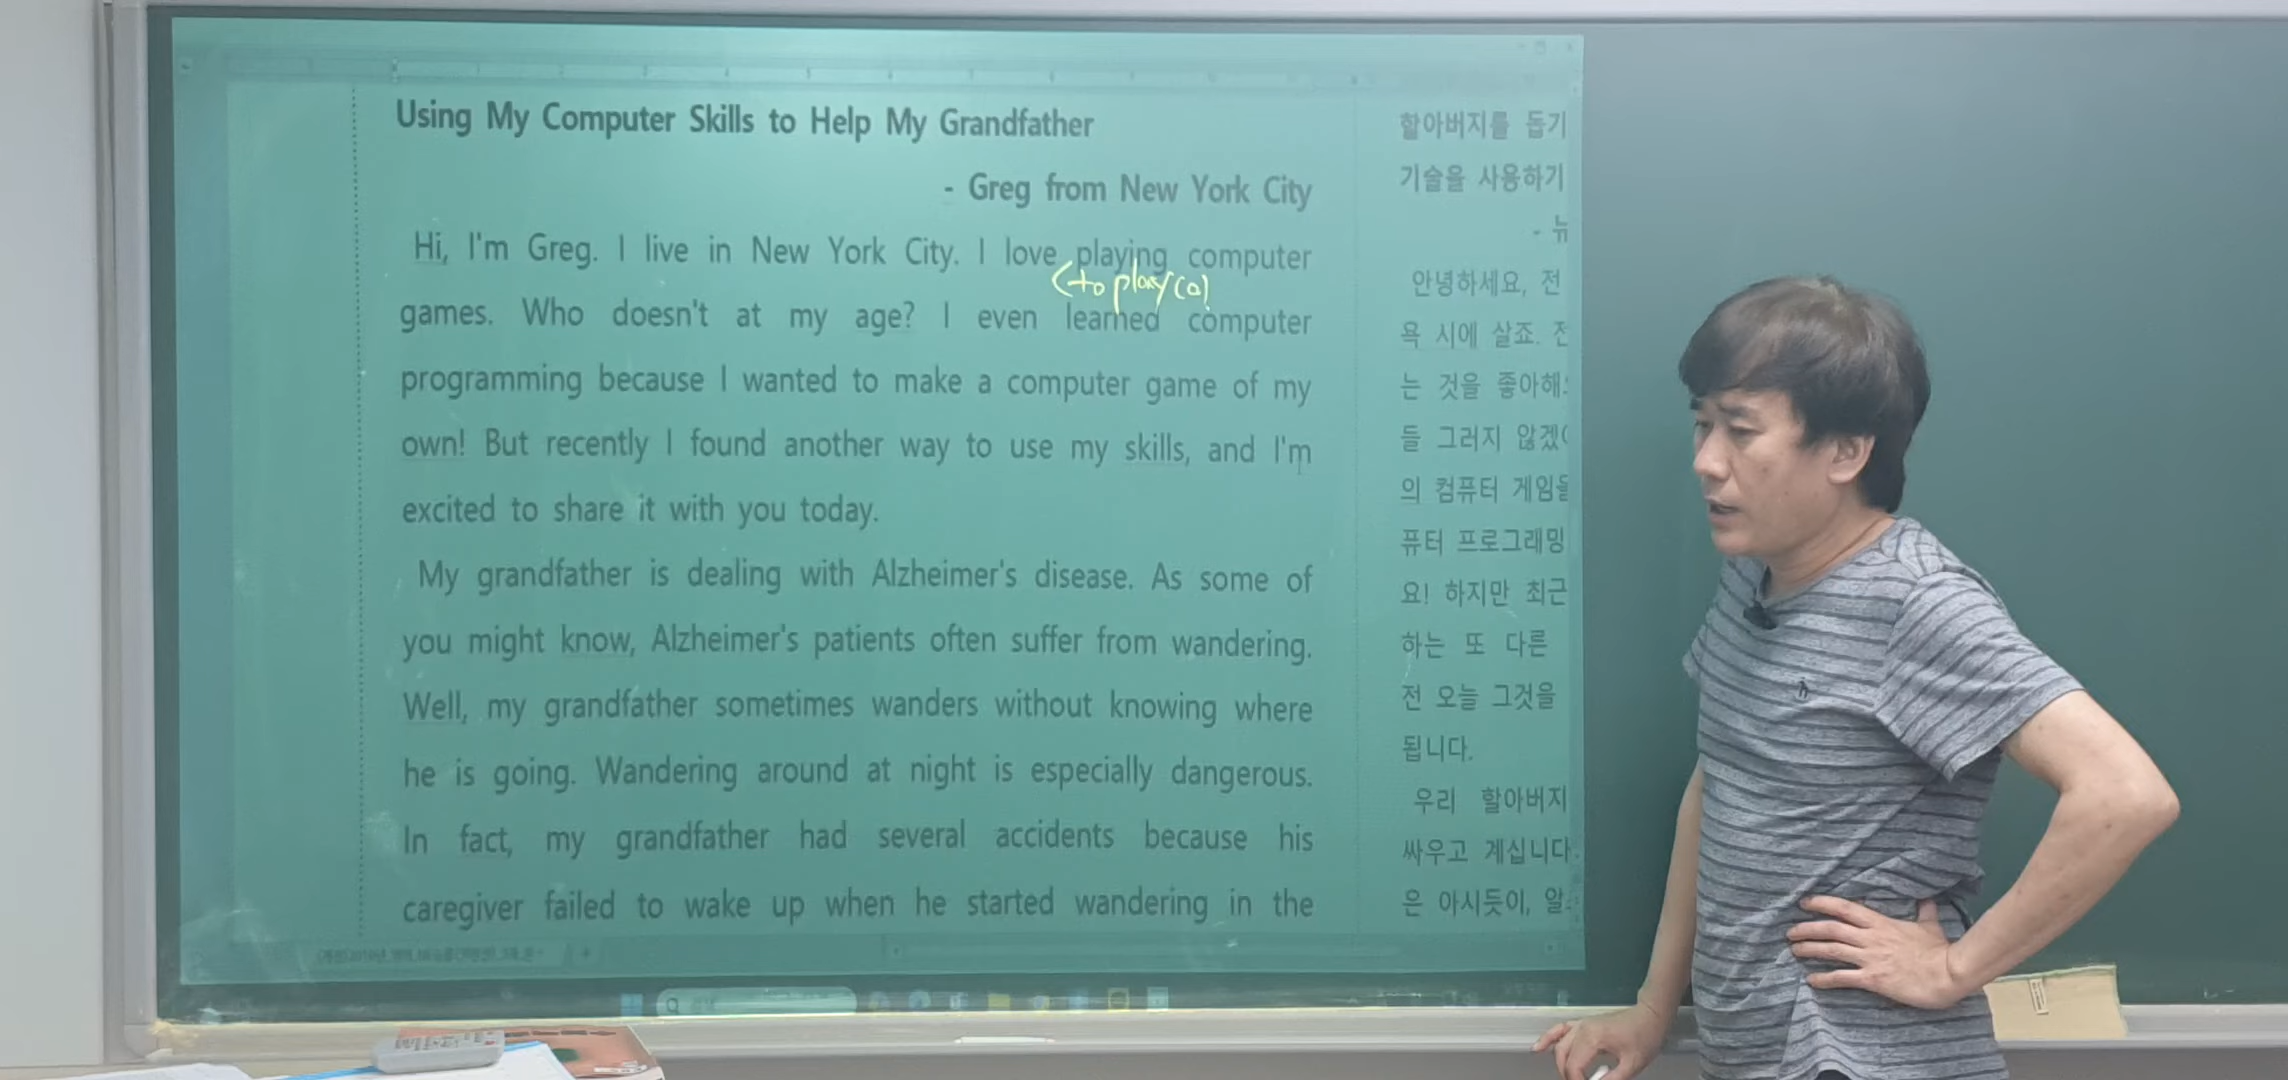 Using My Computer Skills to Help My Grandfather
- Greg from New York City
Hi, I'm Greg. I live in New York City. I love playing computer
(to play(o)
games. Who doesn't at my age? I even learned computer
programming because I wanted to make a computer game of my
own! But recently I found another way to use my skills, and I'm
excited to share it with you today.
My grandfather is dealing with Alzheimer's disease. As some of
you might know, Alzheimer's patients often suffer from wandering.
Well, my grandfather sometimes wanders without knowing where
he is going. Wandering around at night is especially dangerous.
In fact, my grandfather had several accidents because his
caregiver failed to wake up when he started wandering in the
할아버지를 돕기
기술을 사용하기
- 뉴
안녕하세요, 전
욕 시에 살죠. 전
는 것을 좋아해
들 그러지 않겠
의 컴퓨터 게임을
퓨터 프로그래밍
요! 하지만 최근
하는 또 다른
전 오늘 그것을
됩니다.
우리 할아버지
싸우고 계십니다.
은 아시듯이, 알